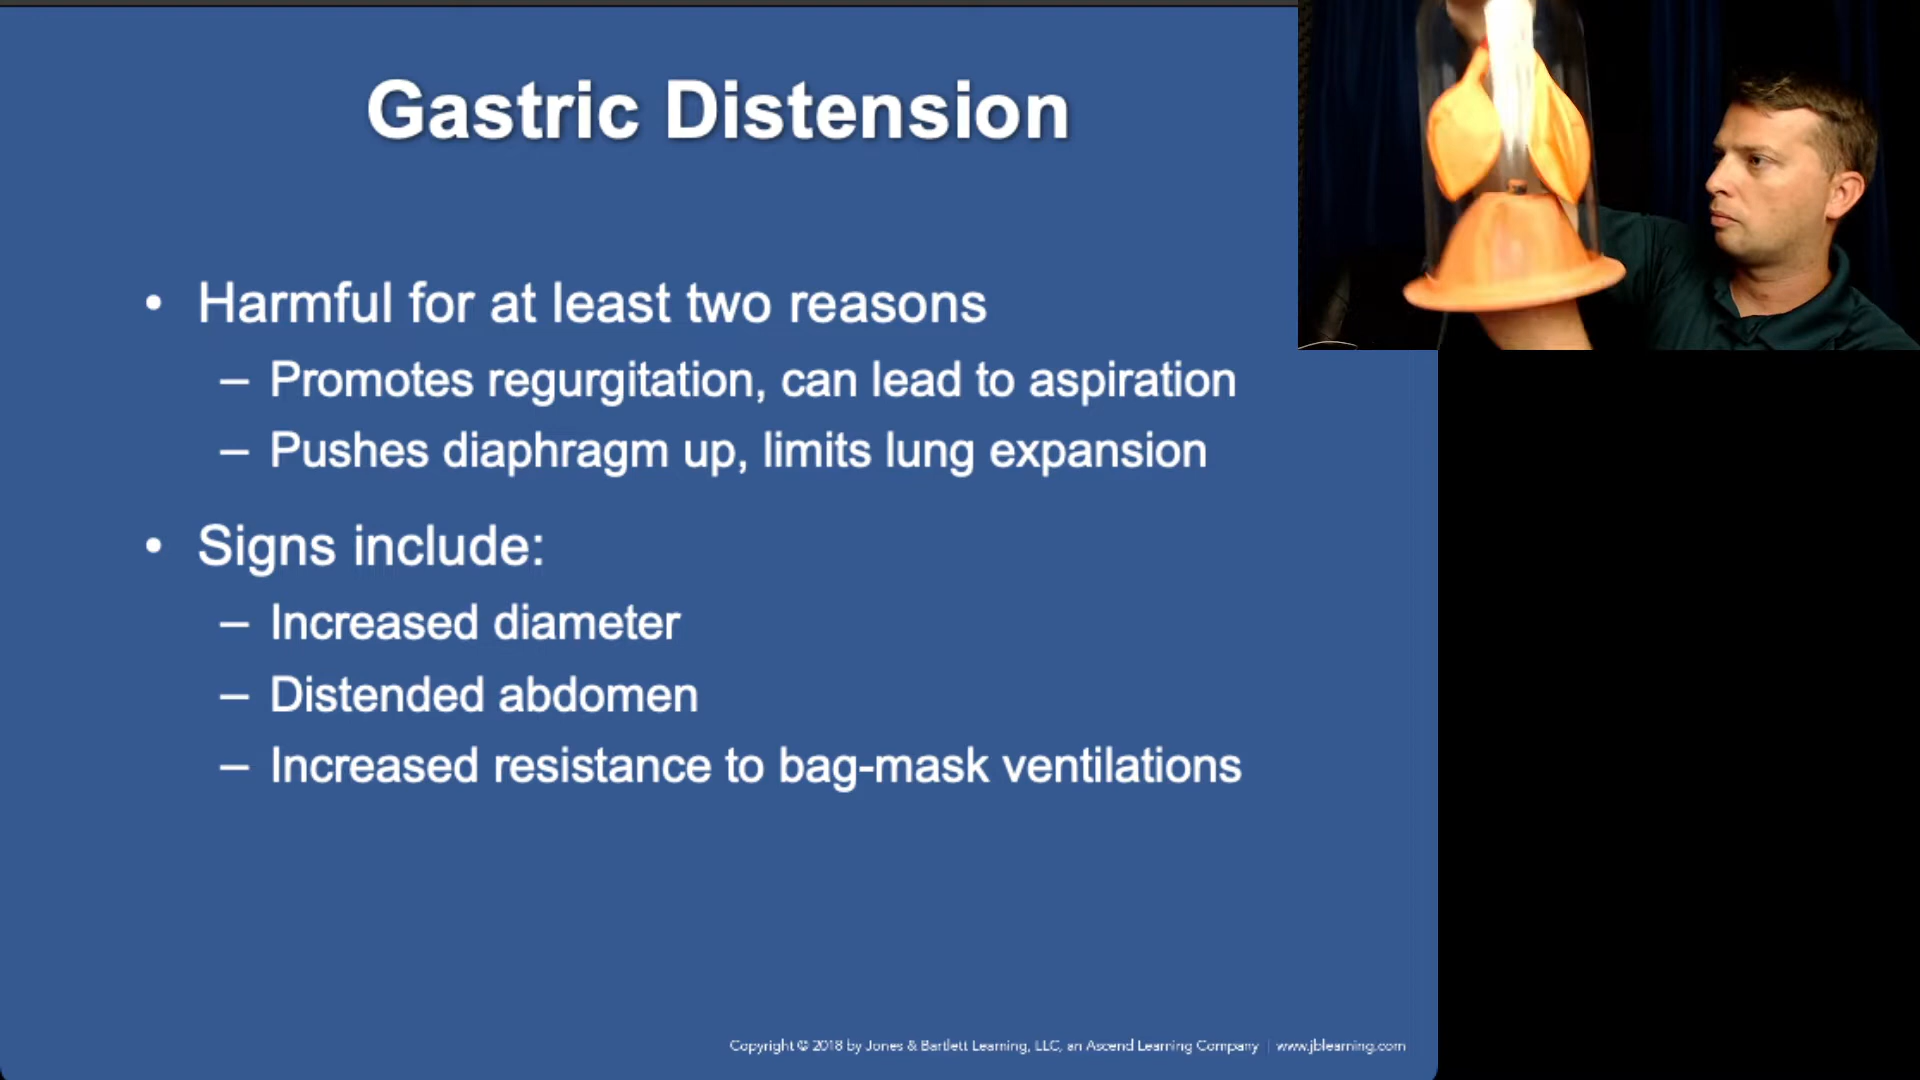 Gastric Distension
• Harmful for at least two reasons
– Promotes regurgitation, can lead to aspiration
– Pushes diaphragm up, limits lung expansion
• Signs include:
– Increased diameter
– Distended abdomen
– Increased resistance to bag-mask ventilations
Copyright © 2018 by Jones & Bartlett Learning, LLC, an Ascend Learning Company | www.jblearning.com